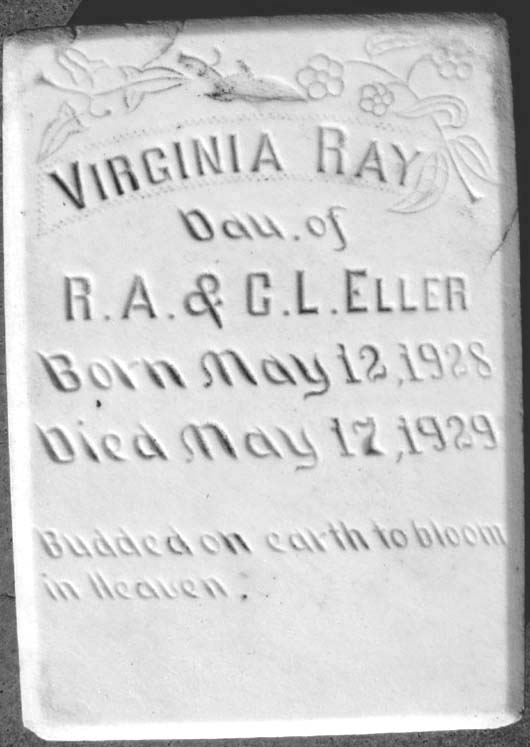 VIRGINIA RAY
Dau. of
R. A. & C. L. ELLER
Born May 12, 1928
Died May 17, 1929
Budded on earth to bloom
in Heaven.